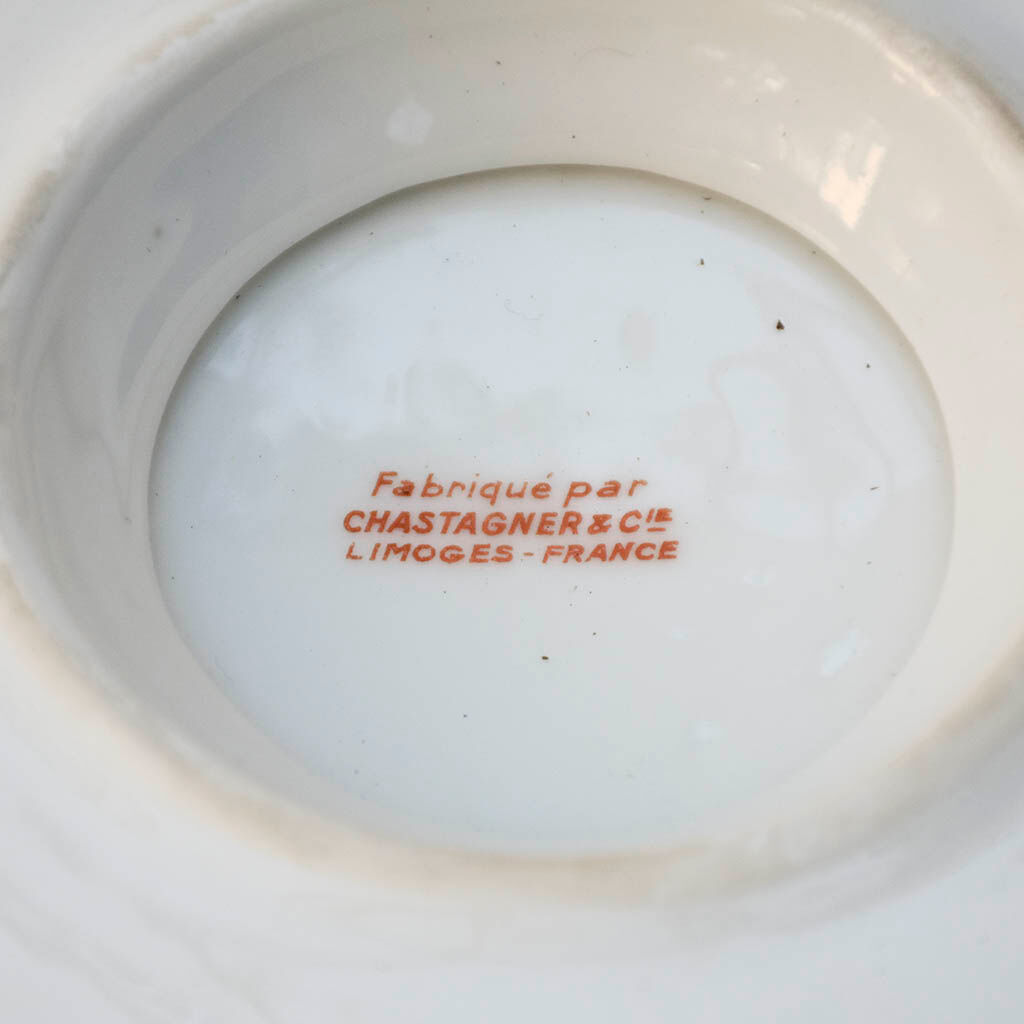 Fabriqué par
CHASTAGNER & CIE
LIMOGES - FRANCE